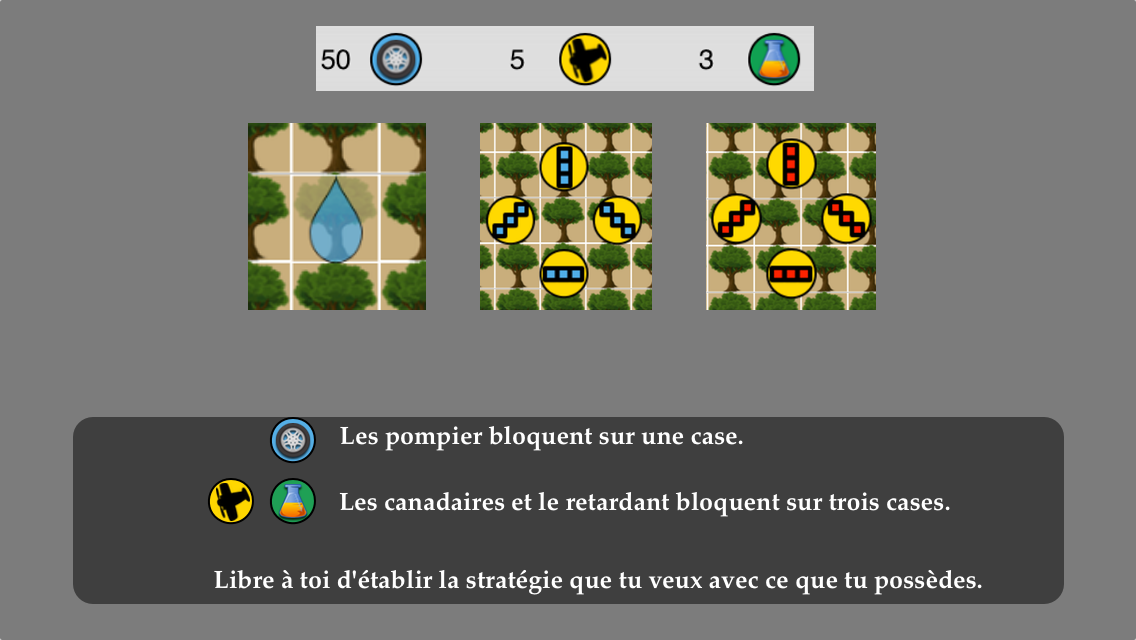 50 5 3
Les pompier bloquent sur une case.
Les canadaires et le retardant bloquent sur trois cases.
Libre à toi d'établir la stratégie que tu veux avec ce que tu possèdes.